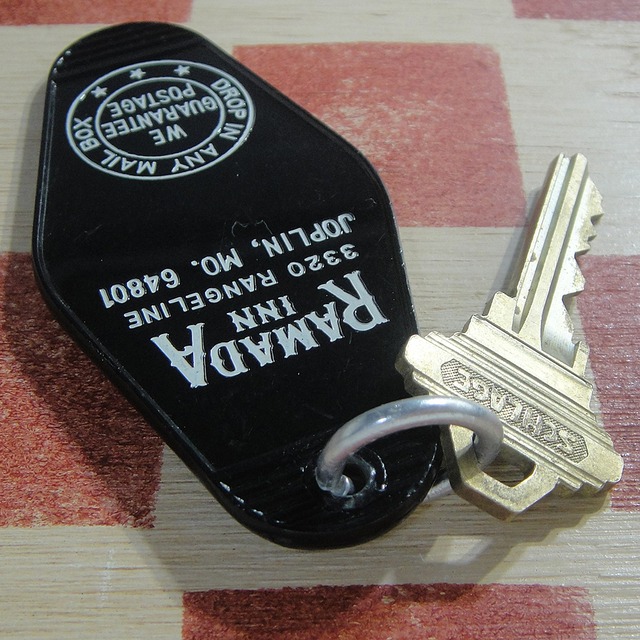 RAMADA
INN
3320 RANGELINE
JOPLIN, MO. 64801
DROP IN ANY MAIL BOX
WE
GUARANTEE
POSTAGE
SCHLAGE